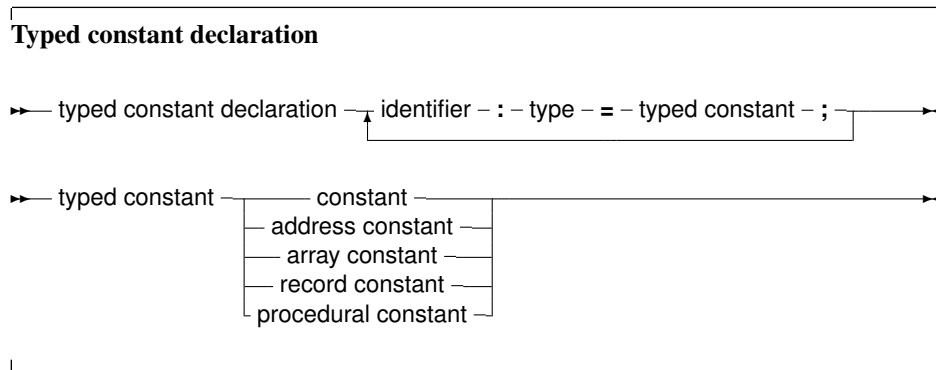 Typed constant declaration
typed constant declaration identifier : type = typed constant ;
typed constant constant
address constant
array constant
record constant
procedural constant